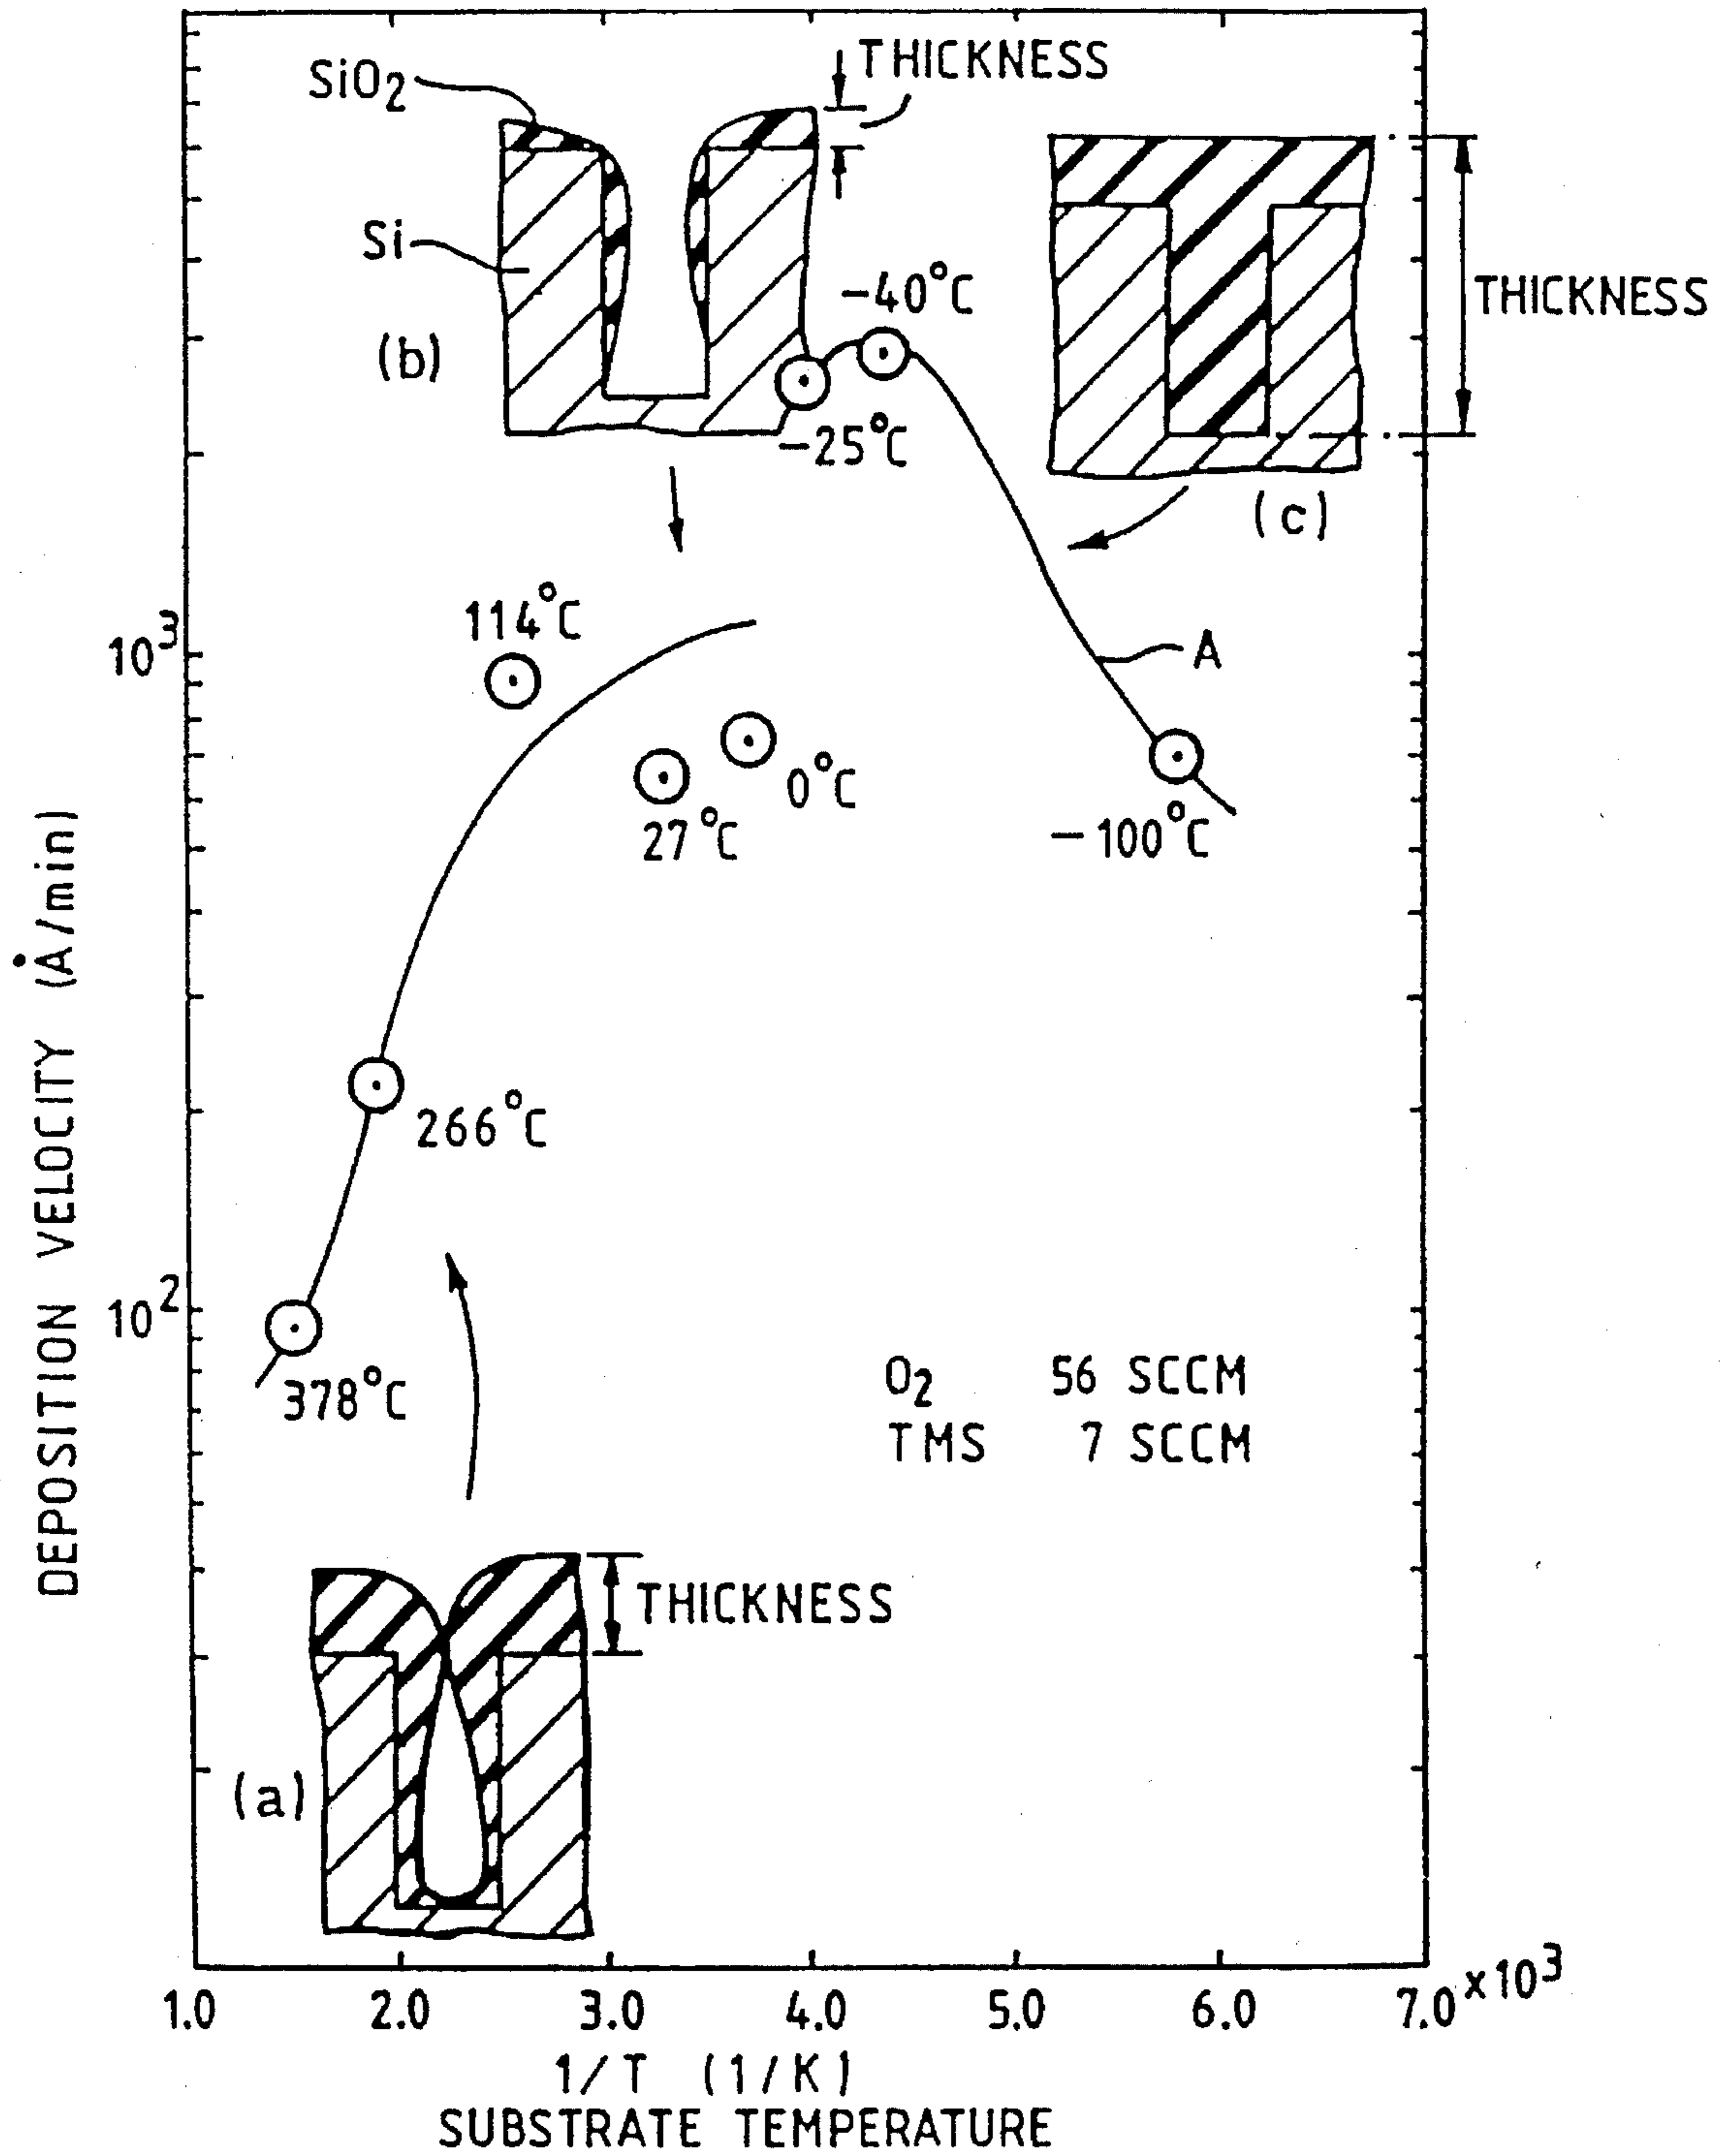 THICKNESS
SiO2
Si
(b)
-40°C
-25°C
THICKNESS
(c)
114°C
10³
A
27°C
0°C
-100°C
DEPOSITION VELOCITY (Å/min)
266°C
10²
378°C
O2 56 SCCM
TMS 7 SCCM
THICKNESS
(a)
1.0 2.0 3.0 4.0 5.0 6.0 7.0 ×10³
1/T (1/K)
SUBSTRATE TEMPERATURE